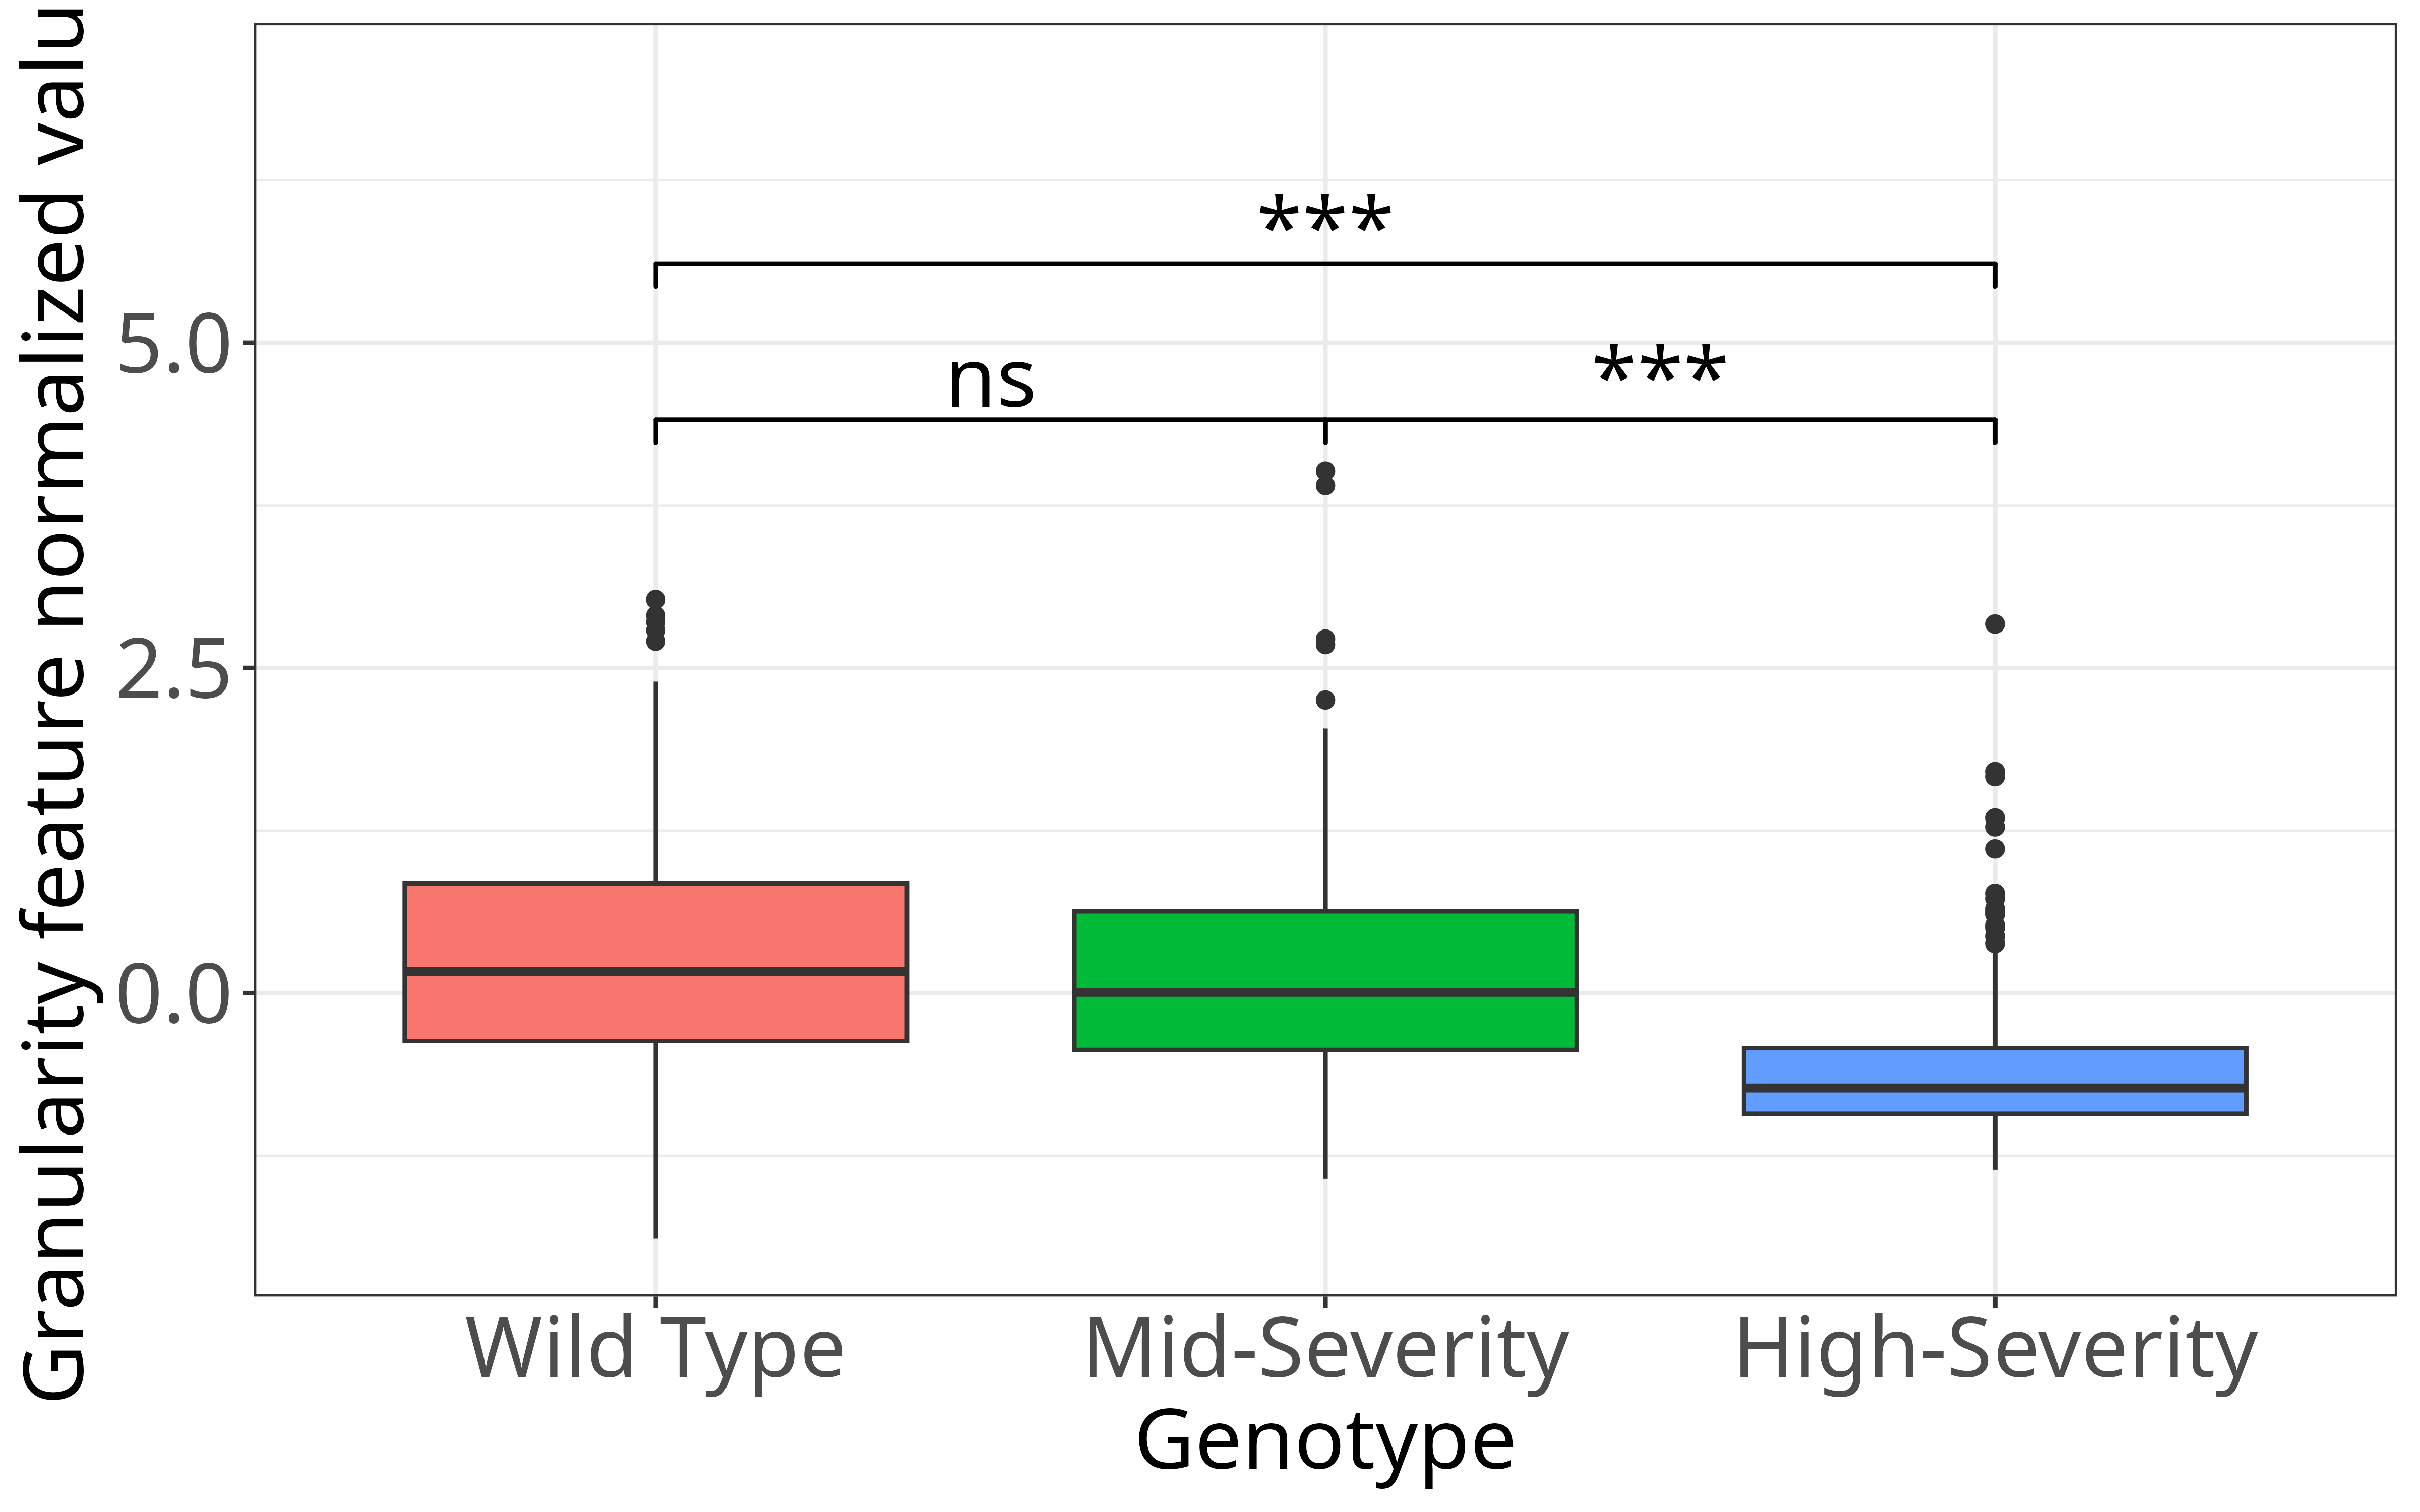 Granularity feature normalized valu
***
5.0
ns
***
2.5
0.0
Wild Type
Mid-Severity
High-Severity
Genotype